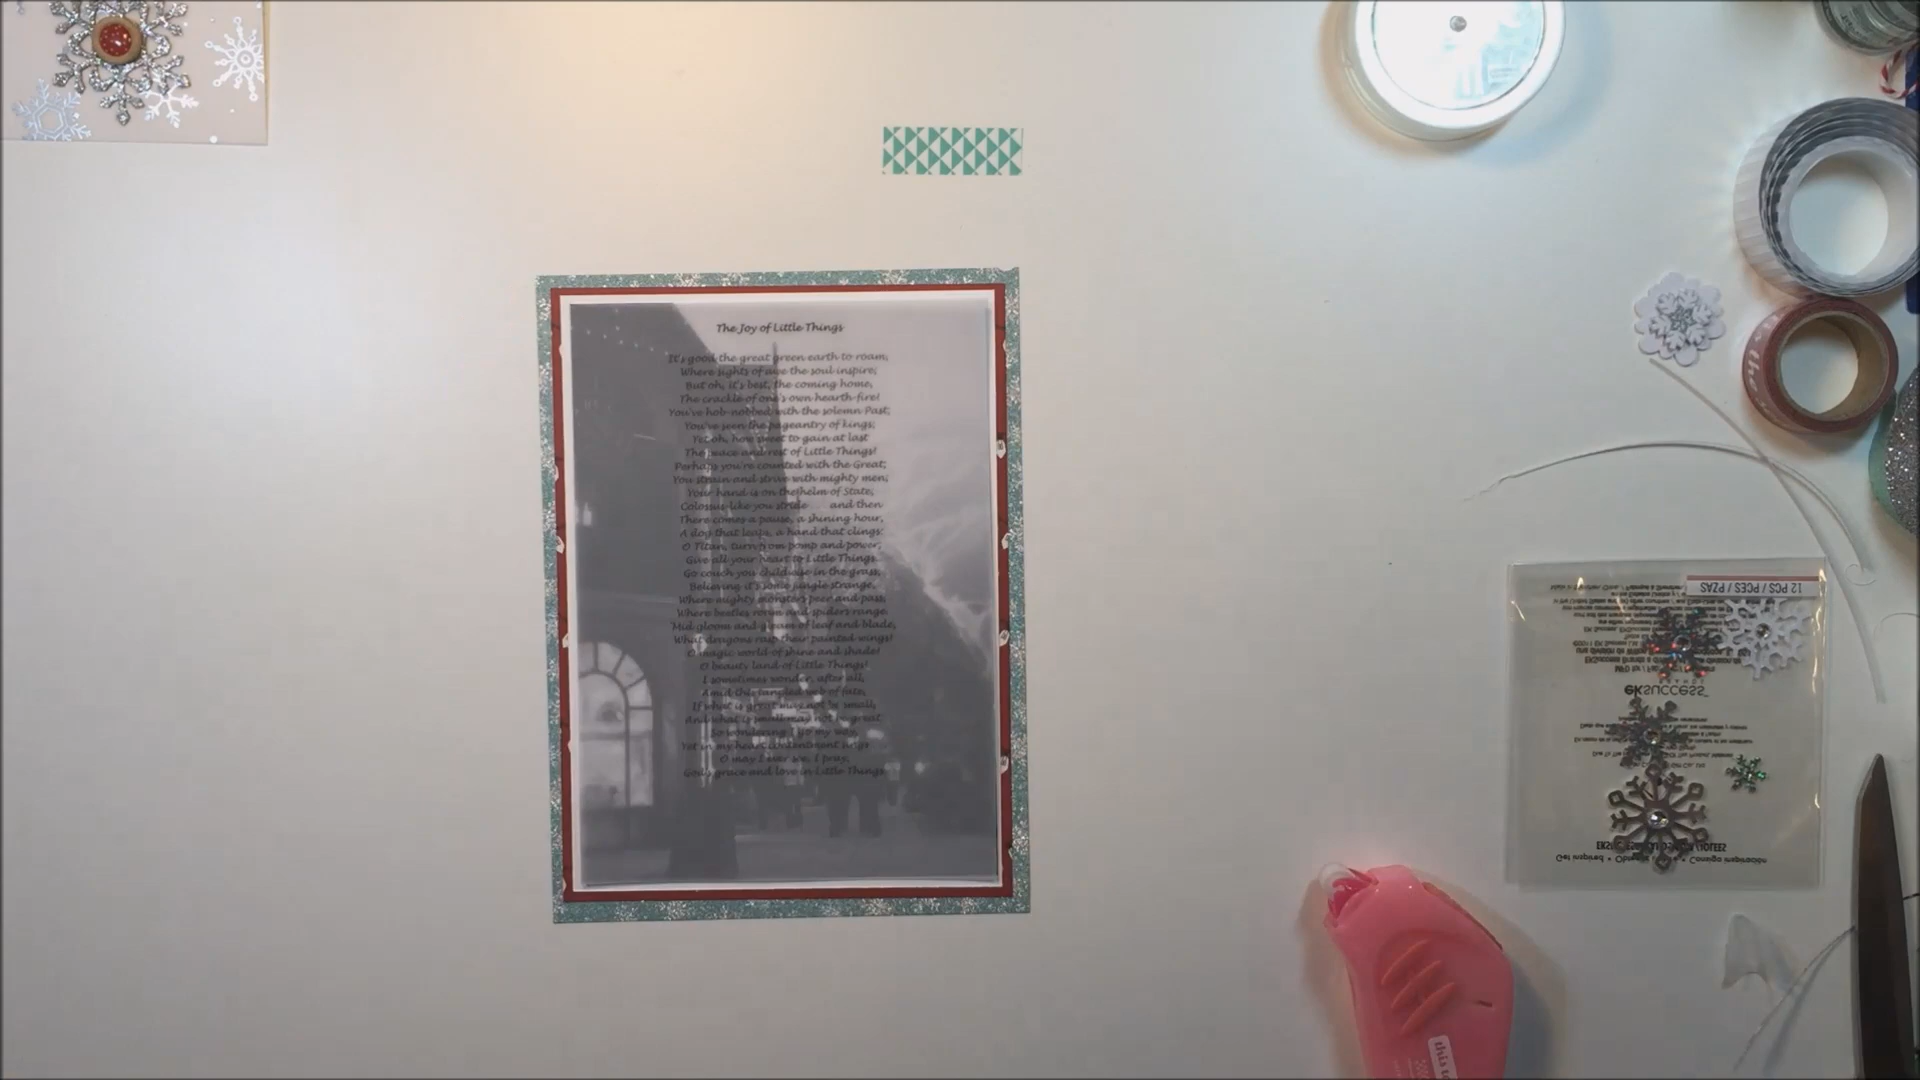 The Joy of Little Things
It's good the great green earth to roam,
Where sights of awe the soul inspire;
But oh, it's best, the coming home,
The crackle of one's own hearth-fire!
You've hob-nobbed with the solemn Past;
You've seen the pageantry of kings;
Yet oh, how sweet to gain at last
The peace and rest of Little Things!
Perhaps you're counted with the Great;
You strain and strive with mighty men;
Your hand is on the helm of State;
Colossus-like you stride and then
There comes a pause, a shining hour,
A dog that leaps, a hand that clings:
O Titan, turn from pomp and power;
Give all your heart to Little Things.
Go couch you childwise in the grass,
Believing it's some jungle strange,
Where mighty monsters peer and pass,
Where beetles roam and spiders range.
'Mid gloom and gleam of leaf and blade,
What dragons rasp their painted wings!
O magic world of shine and shade!
O beauty land of Little Things!
I sometimes wonder, after all,
Amid this tangled web of fate,
If what is great may not be small,
And what is small may not be great.
So wondering I go my way,
Yet in my heart contentment sings
O may I ever see, I pray,
God's grace and love in Little Things.
12 PCS / PCES / PZAS
eksuccess
BRANDS
Get inspired
Consigo inspiración
this to